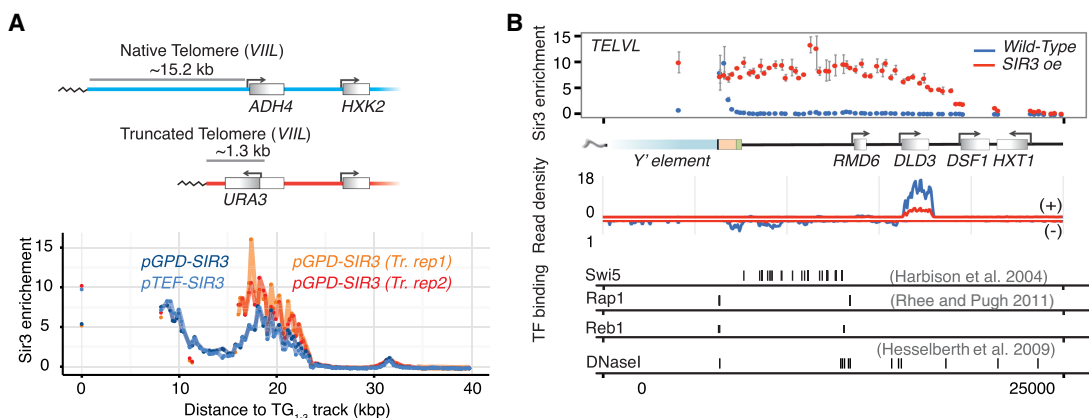 A
Native Telomere (VIIL)
~15.2 kb
ADH4
HXK2
Truncated Telomere (VIIL)
~1.3 kb
URA3
Sir3 enrichement
15
10
5
0
pGPD-SIR3
pTEF-SIR3
pGPD-SIR3 (Tr. rep1)
pGPD-SIR3 (Tr. rep2)
0
10
20
30
40
Distance to TG1-3 track (kbp)
B
Sir3 enrichment
15
10
5
0
TELVL
Wild-Type
SIR3 oe
Y' element
RMD6
DLD3
DSF1
HXT1
Read density
18
0
1
(+)
(-)
TF binding
Swi5
(Harbison et al. 2004)
Rap1
(Rhee and Pugh 2011)
Reb1
(Hesselberth et al. 2009)
DNaseI
0
25000